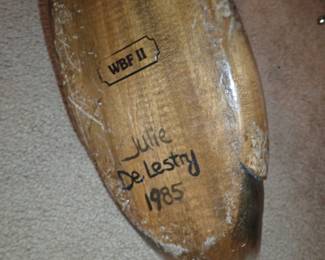 WBF II
Julie
De Lestry
1985